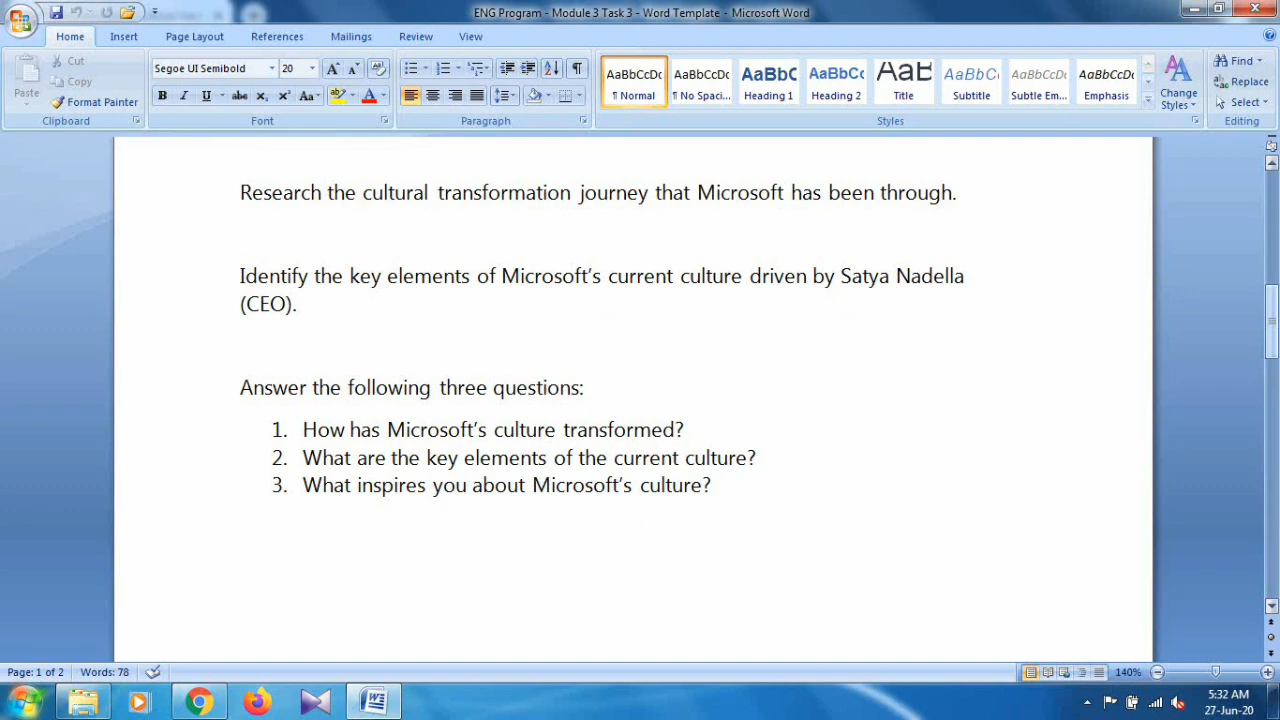 ENG Program - Module 3 Task 3 - Word Template - Microsoft Word
Home Insert Page Layout References Mailings Review View
Cut
Copy
Paste
Format Painter
Clipboard
Segoe UI Semibold 20
Font
Paragraph
AaBbCcDc AaBbCcDc AaBbC AaBbCc AaB AaBbCc AaBbCcDc AaBbCcDc
¶ Normal ¶ No Spaci... Heading 1 Heading 2 Title Subtitle Subtle Em... Emphasis
Change
Styles
Styles
Find
Replace
Select
Editing
Research the cultural transformation journey that Microsoft has been through.
Identify the key elements of Microsoft’s current culture driven by Satya Nadella
(CEO).
Answer the following three questions:
1. How has Microsoft’s culture transformed?
2. What are the key elements of the current culture?
3. What inspires you about Microsoft’s culture?
Page: 1 of 2 Words: 78 140%
5:32 AM
27-Jun-20